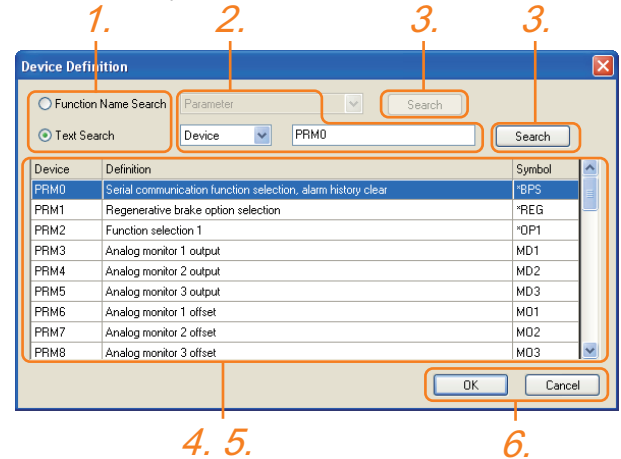 1. 2. 3. 3.
Device Definition
Function Name Search Parameter Search
Text Search Device PRM0 Search
Device Definition Symbol
PRM0 Serial communication function selection, alarm history clear *BPS
PRM1 Regenerative brake option selection *REG
PRM2 Function selection 1 *OP1
PRM3 Analog monitor 1 output MD1
PRM4 Analog monitor 2 output MD2
PRM5 Analog monitor 3 output MD3
PRM6 Analog monitor 1 offset MO1
PRM7 Analog monitor 2 offset MO2
PRM8 Analog monitor 3 offset MO3
OK Cancel
4. 5. 6.